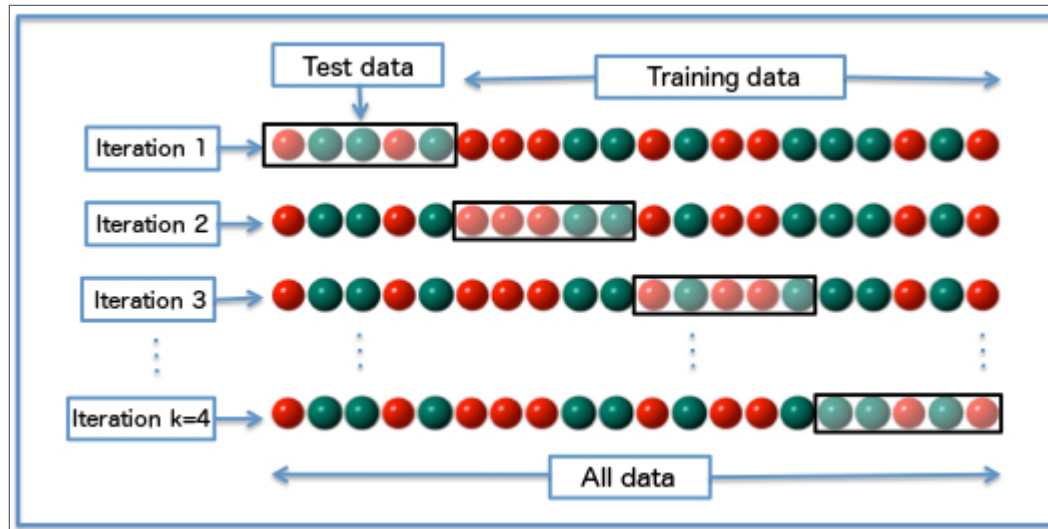 Test data
Training data
Iteration 1
Iteration 2
Iteration 3
Iteration k=4
All data